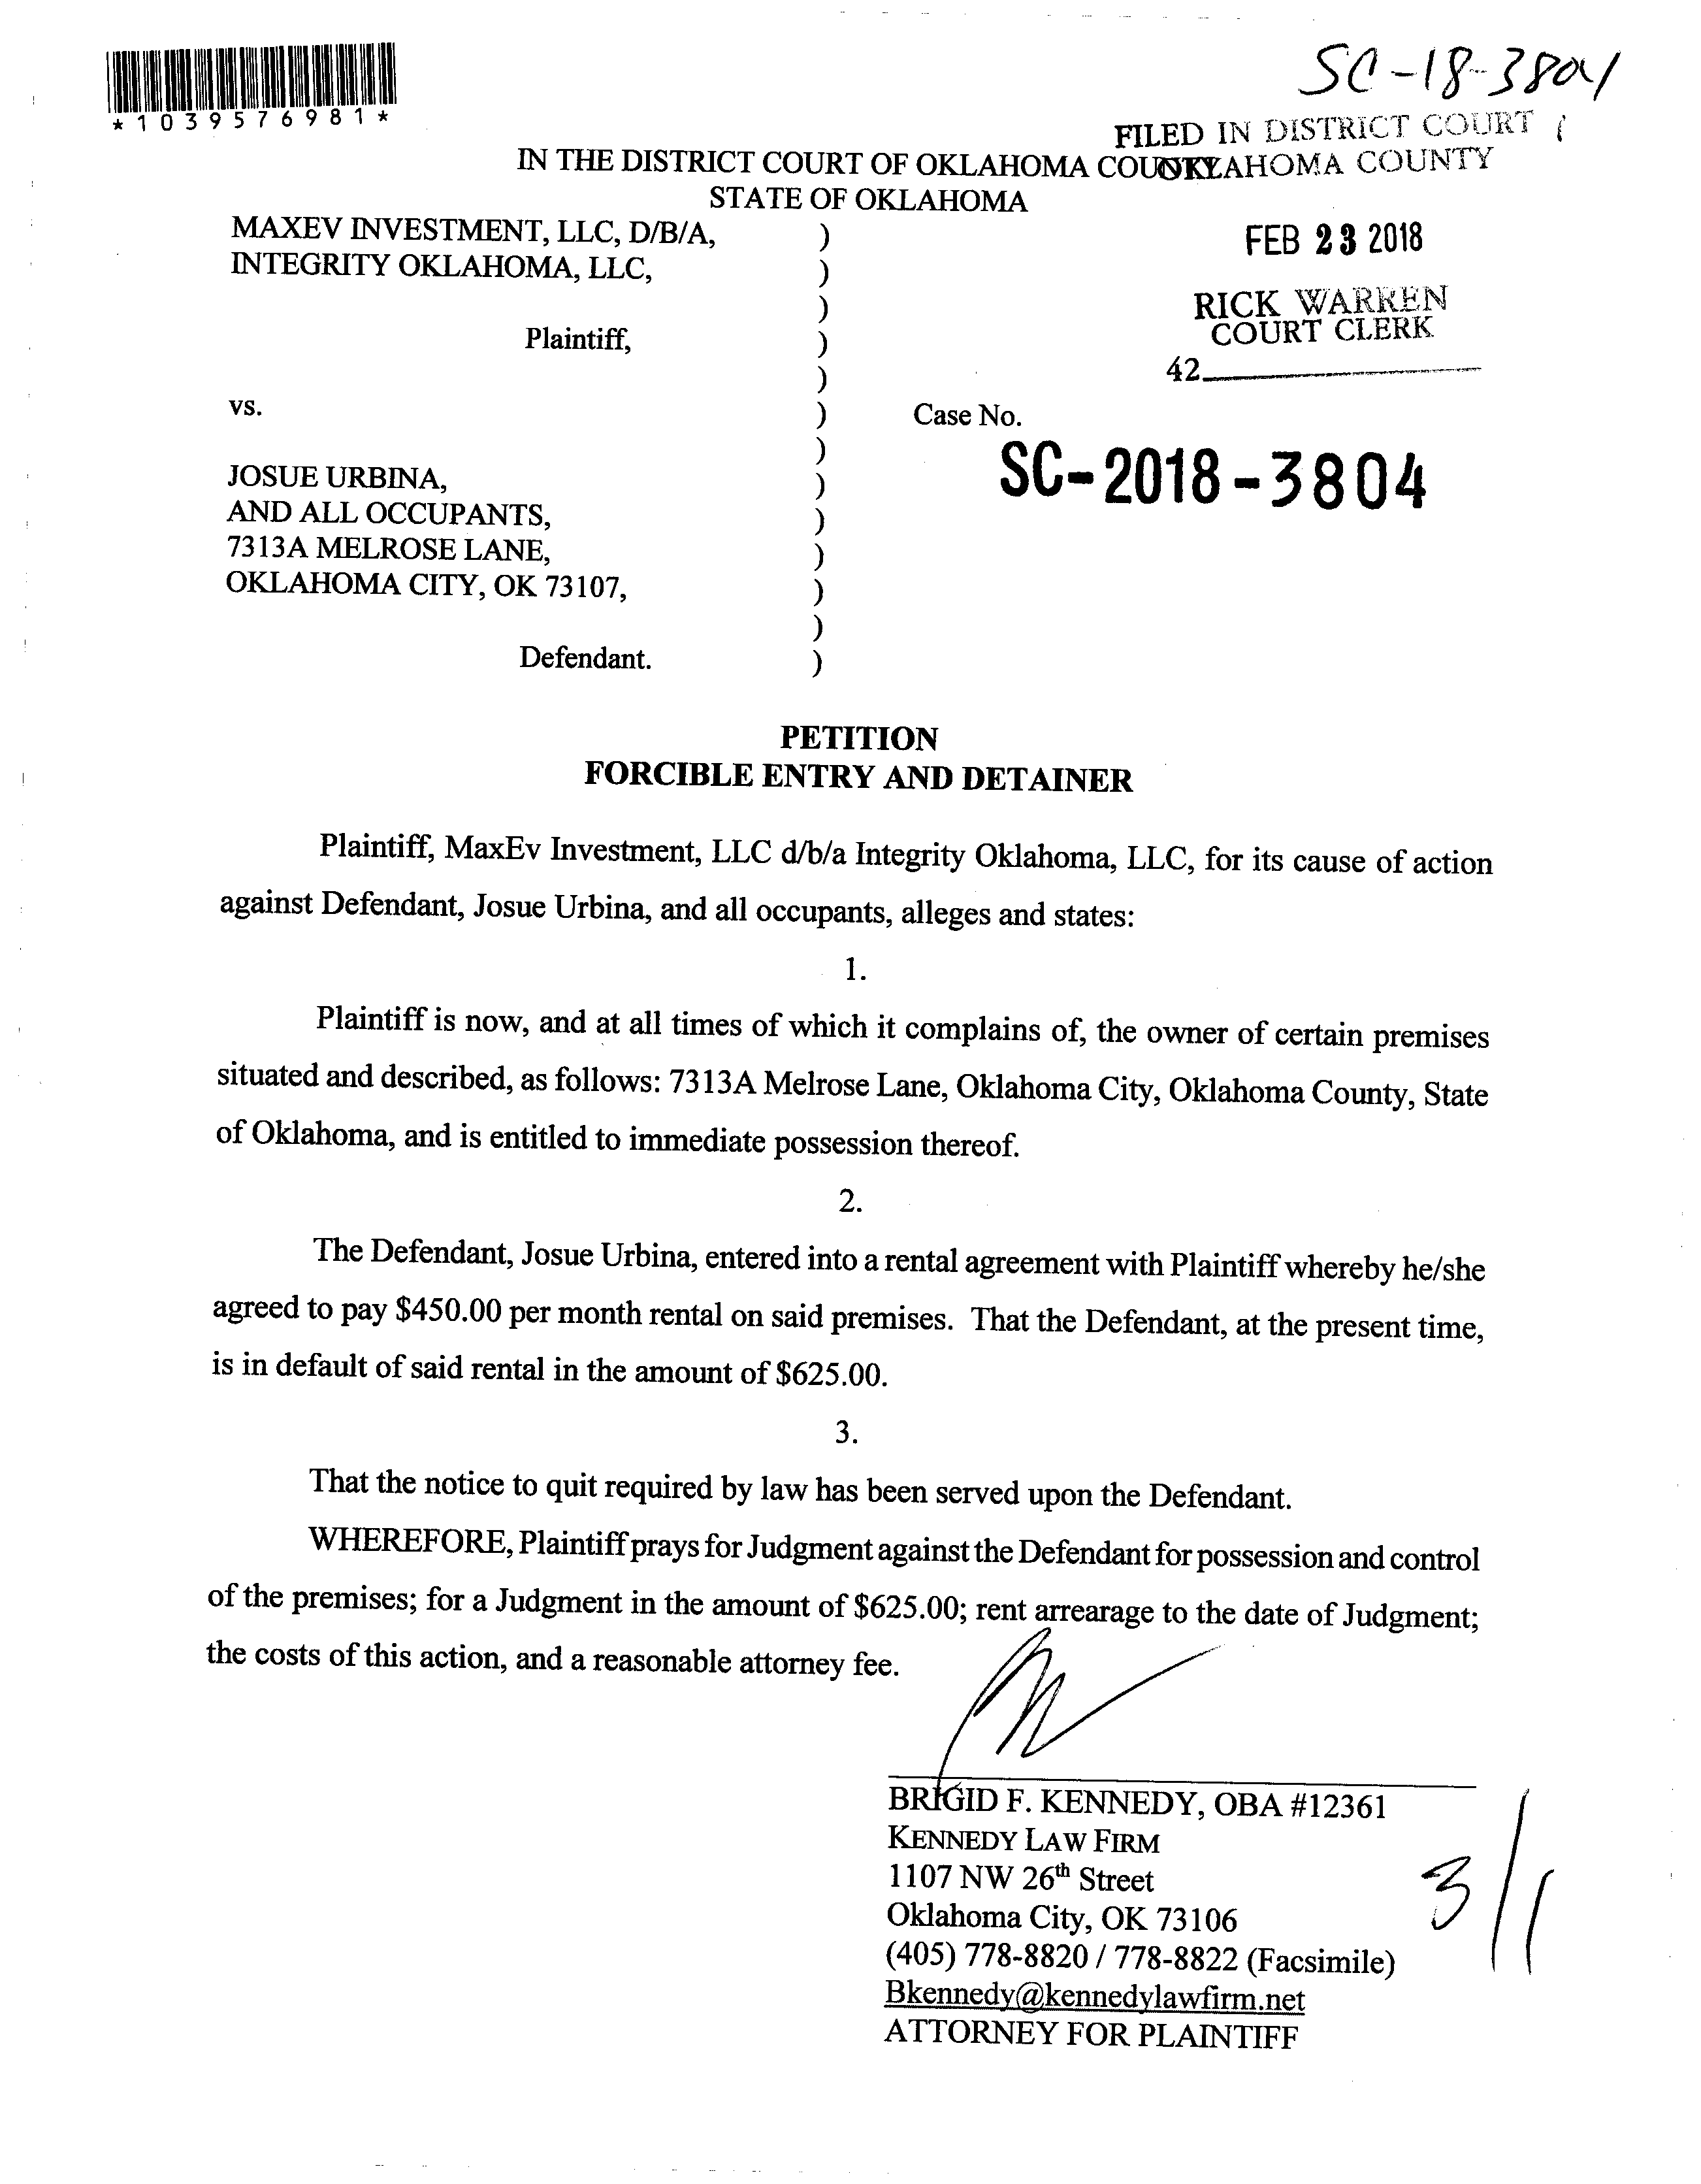 SC-18-3804
*1039576981*
FILED IN DISTRICT COURT
OKLAHOMA COUNTY
IN THE DISTRICT COURT OF OKLAHOMA COUNTY
STATE OF OKLAHOMA
MAXEV INVESTMENT, LLC, D/B/A, )
INTEGRITY OKLAHOMA, LLC, )
)
Plaintiff, )
)
vs. )
)
JOSUE URBINA, )
AND ALL OCCUPANTS, )
7313A MELROSE LANE, )
OKLAHOMA CITY, OK 73107, )
)
Defendant. )
FEB 23 2018
RICK WARREN
COURT CLERK
42
Case No.
SC-2018-3804
PETITION
FORCIBLE ENTRY AND DETAINER
Plaintiff, MaxEv Investment, LLC d/b/a Integrity Oklahoma, LLC, for its cause of action
against Defendant, Josue Urbina, and all occupants, alleges and states:
1.
Plaintiff is now, and at all times of which it complains of, the owner of certain premises
situated and described, as follows: 7313A Melrose Lane, Oklahoma City, Oklahoma County, State
of Oklahoma, and is entitled to immediate possession thereof.
2.
The Defendant, Josue Urbina, entered into a rental agreement with Plaintiff whereby he/she
agreed to pay $450.00 per month rental on said premises. That the Defendant, at the present time,
is in default of said rental in the amount of $625.00.
3.
That the notice to quit required by law has been served upon the Defendant.
WHEREFORE, Plaintiff prays for Judgment against the Defendant for possession and control
of the premises; for a Judgment in the amount of $625.00; rent arrearage to the date of Judgment;
the costs of this action, and a reasonable attorney fee.
BRIGID F. KENNEDY, OBA #12361
KENNEDY LAW FIRM
1107 NW 26th Street
Oklahoma City, OK 73106
(405) 778-8820 / 778-8822 (Facsimile)
Bkennedy@kennedylawfirm.net
ATTORNEY FOR PLAINTIFF
3/1